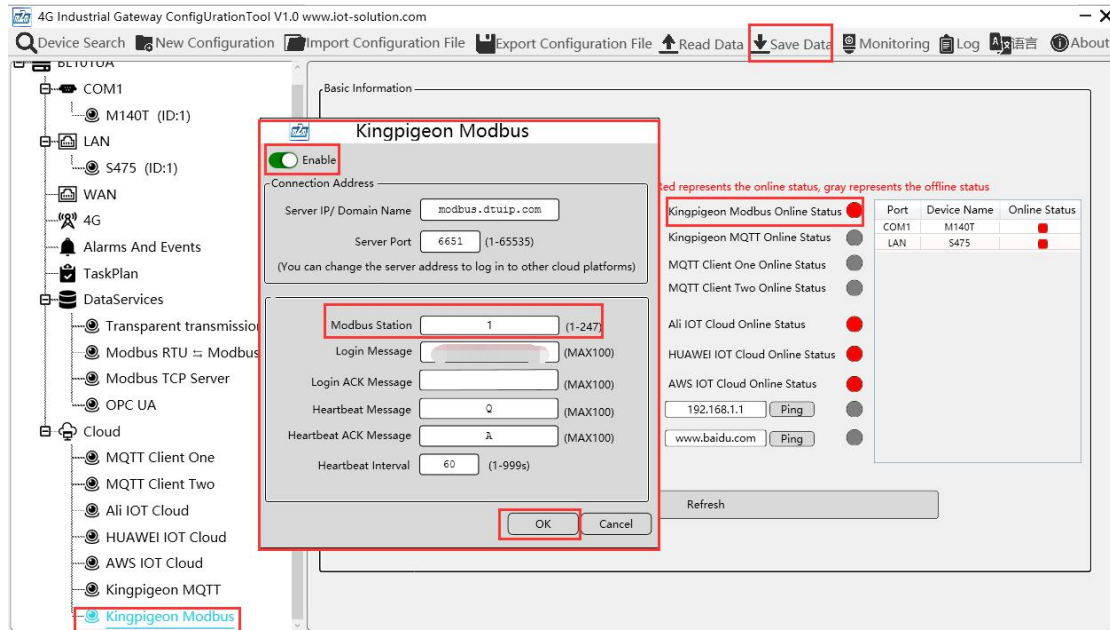 4G Industrial Gateway ConfigUrationTool V1.0 www.iot-solution.com
Device Search New Configuration Import Configuration File Export Configuration File Read Data Save Data Monitoring Log 语言 About
BE101UA
COM1
M140T (ID:1)
LAN
S475 (ID:1)
WAN
4G
Alarms And Events
TaskPlan
DataServices
Transparent transmission
Modbus RTU ⇆ Modbus
Modbus TCP Server
OPC UA
Cloud
MQTT Client One
MQTT Client Two
Ali IOT Cloud
HUAWEI IOT Cloud
AWS IOT Cloud
Kingpigeon MQTT
Kingpigeon Modbus
Basic Information
Kingpigeon Modbus
Enable
Connection Address
Server IP/ Domain Name modbus.dtuip.com
Server Port 6651 (1-65535)
(You can change the server address to log in to other cloud platforms)
Modbus Station 1 (1-247)
Login Message (MAX100)
Login ACK Message (MAX100)
Heartbeat Message Q (MAX100)
Heartbeat ACK Message A (MAX100)
Heartbeat Interval 60 (1-999s)
OK Cancel
Red represents the online status, gray represents the offline status
Kingpigeon Modbus Online Status
Kingpigeon MQTT Online Status
MQTT Client One Online Status
MQTT Client Two Online Status
Ali IOT Cloud Online Status
HUAWEI IOT Cloud Online Status
AWS IOT Cloud Online Status
192.168.1.1 Ping
www.baidu.com Ping
Port Device Name Online Status
COM1 M140T
LAN S475
Refresh